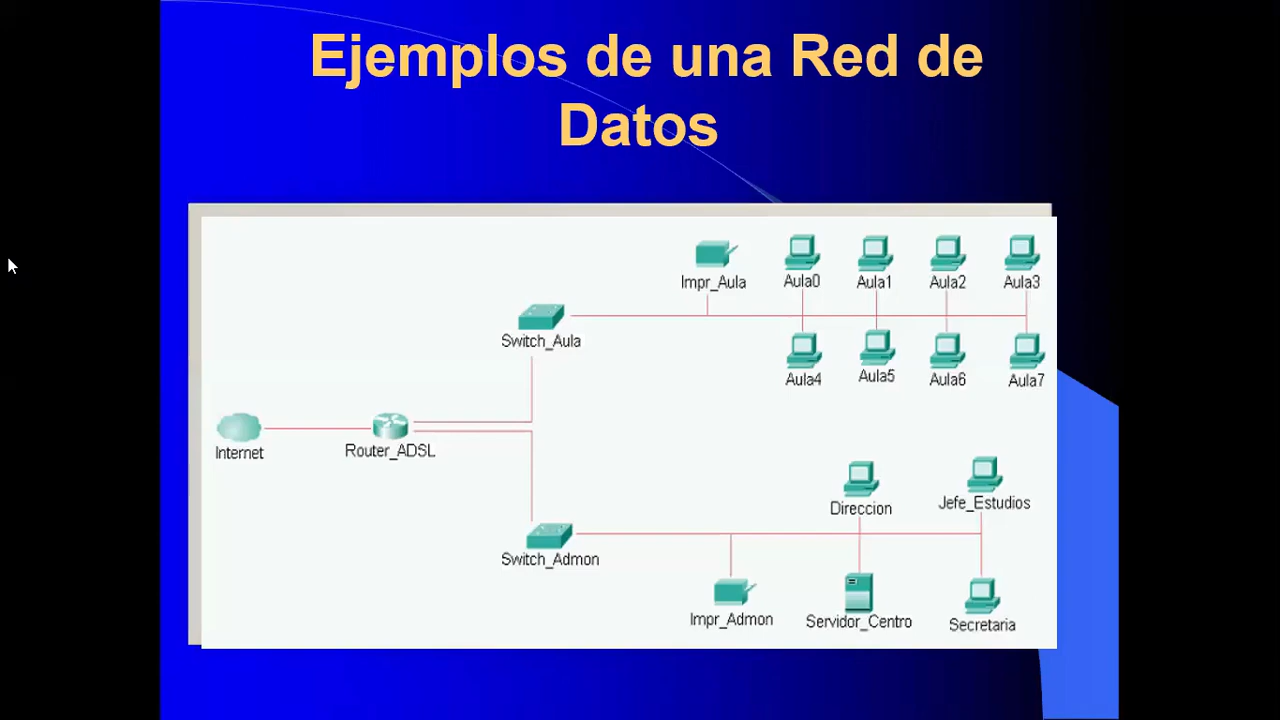 Ejemplos de una Red de
Datos
Impr_Aula
Aula0
Aula1
Aula2
Aula3
Switch_Aula
Aula4
Aula5
Aula6
Aula7
Internet
Router_ADSL
Direccion
Jefe_Estudios
Switch_Admon
Impr_Admon
Servidor_Centro
Secretaria